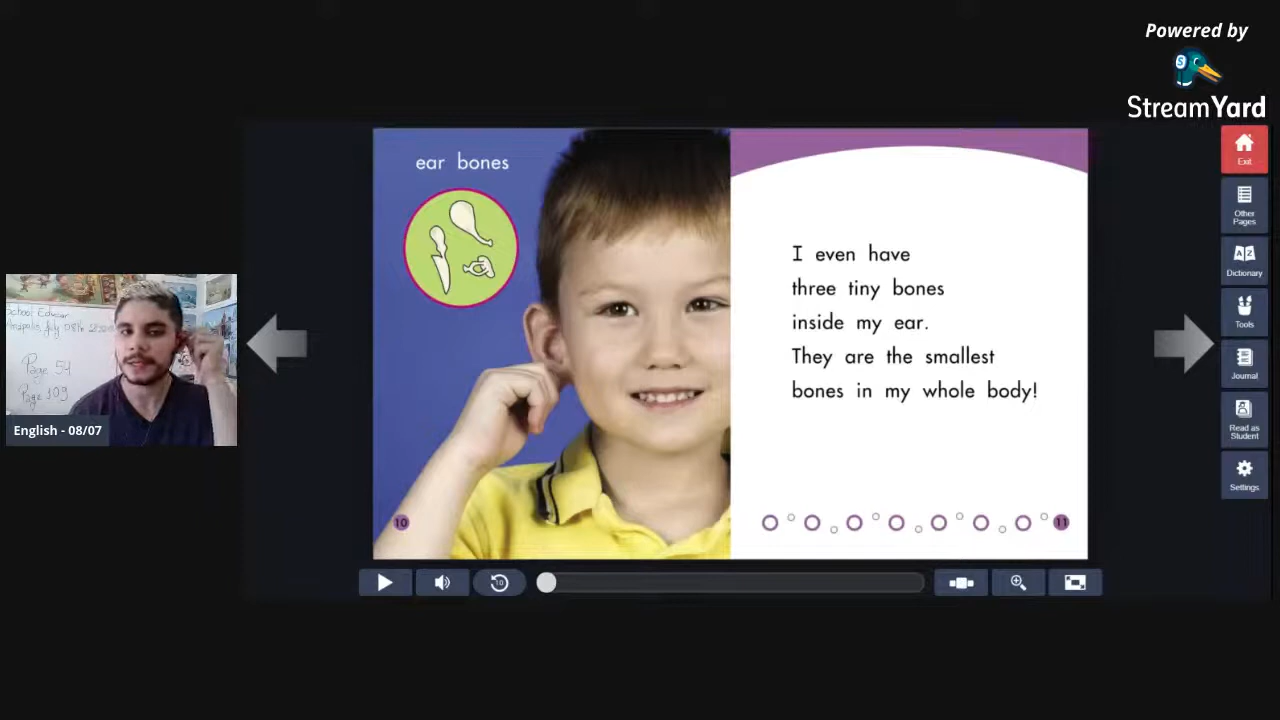 Powered by
StreamYard
ear bones
I even have
three tiny bones
inside my ear.
They are the smallest
bones in my whole body!
10
11
School
Page 54
Page 109
English - 08/07
Exit
Other
Pages
Dictionary
Tools
Journal
Read as
Student
Settings
10